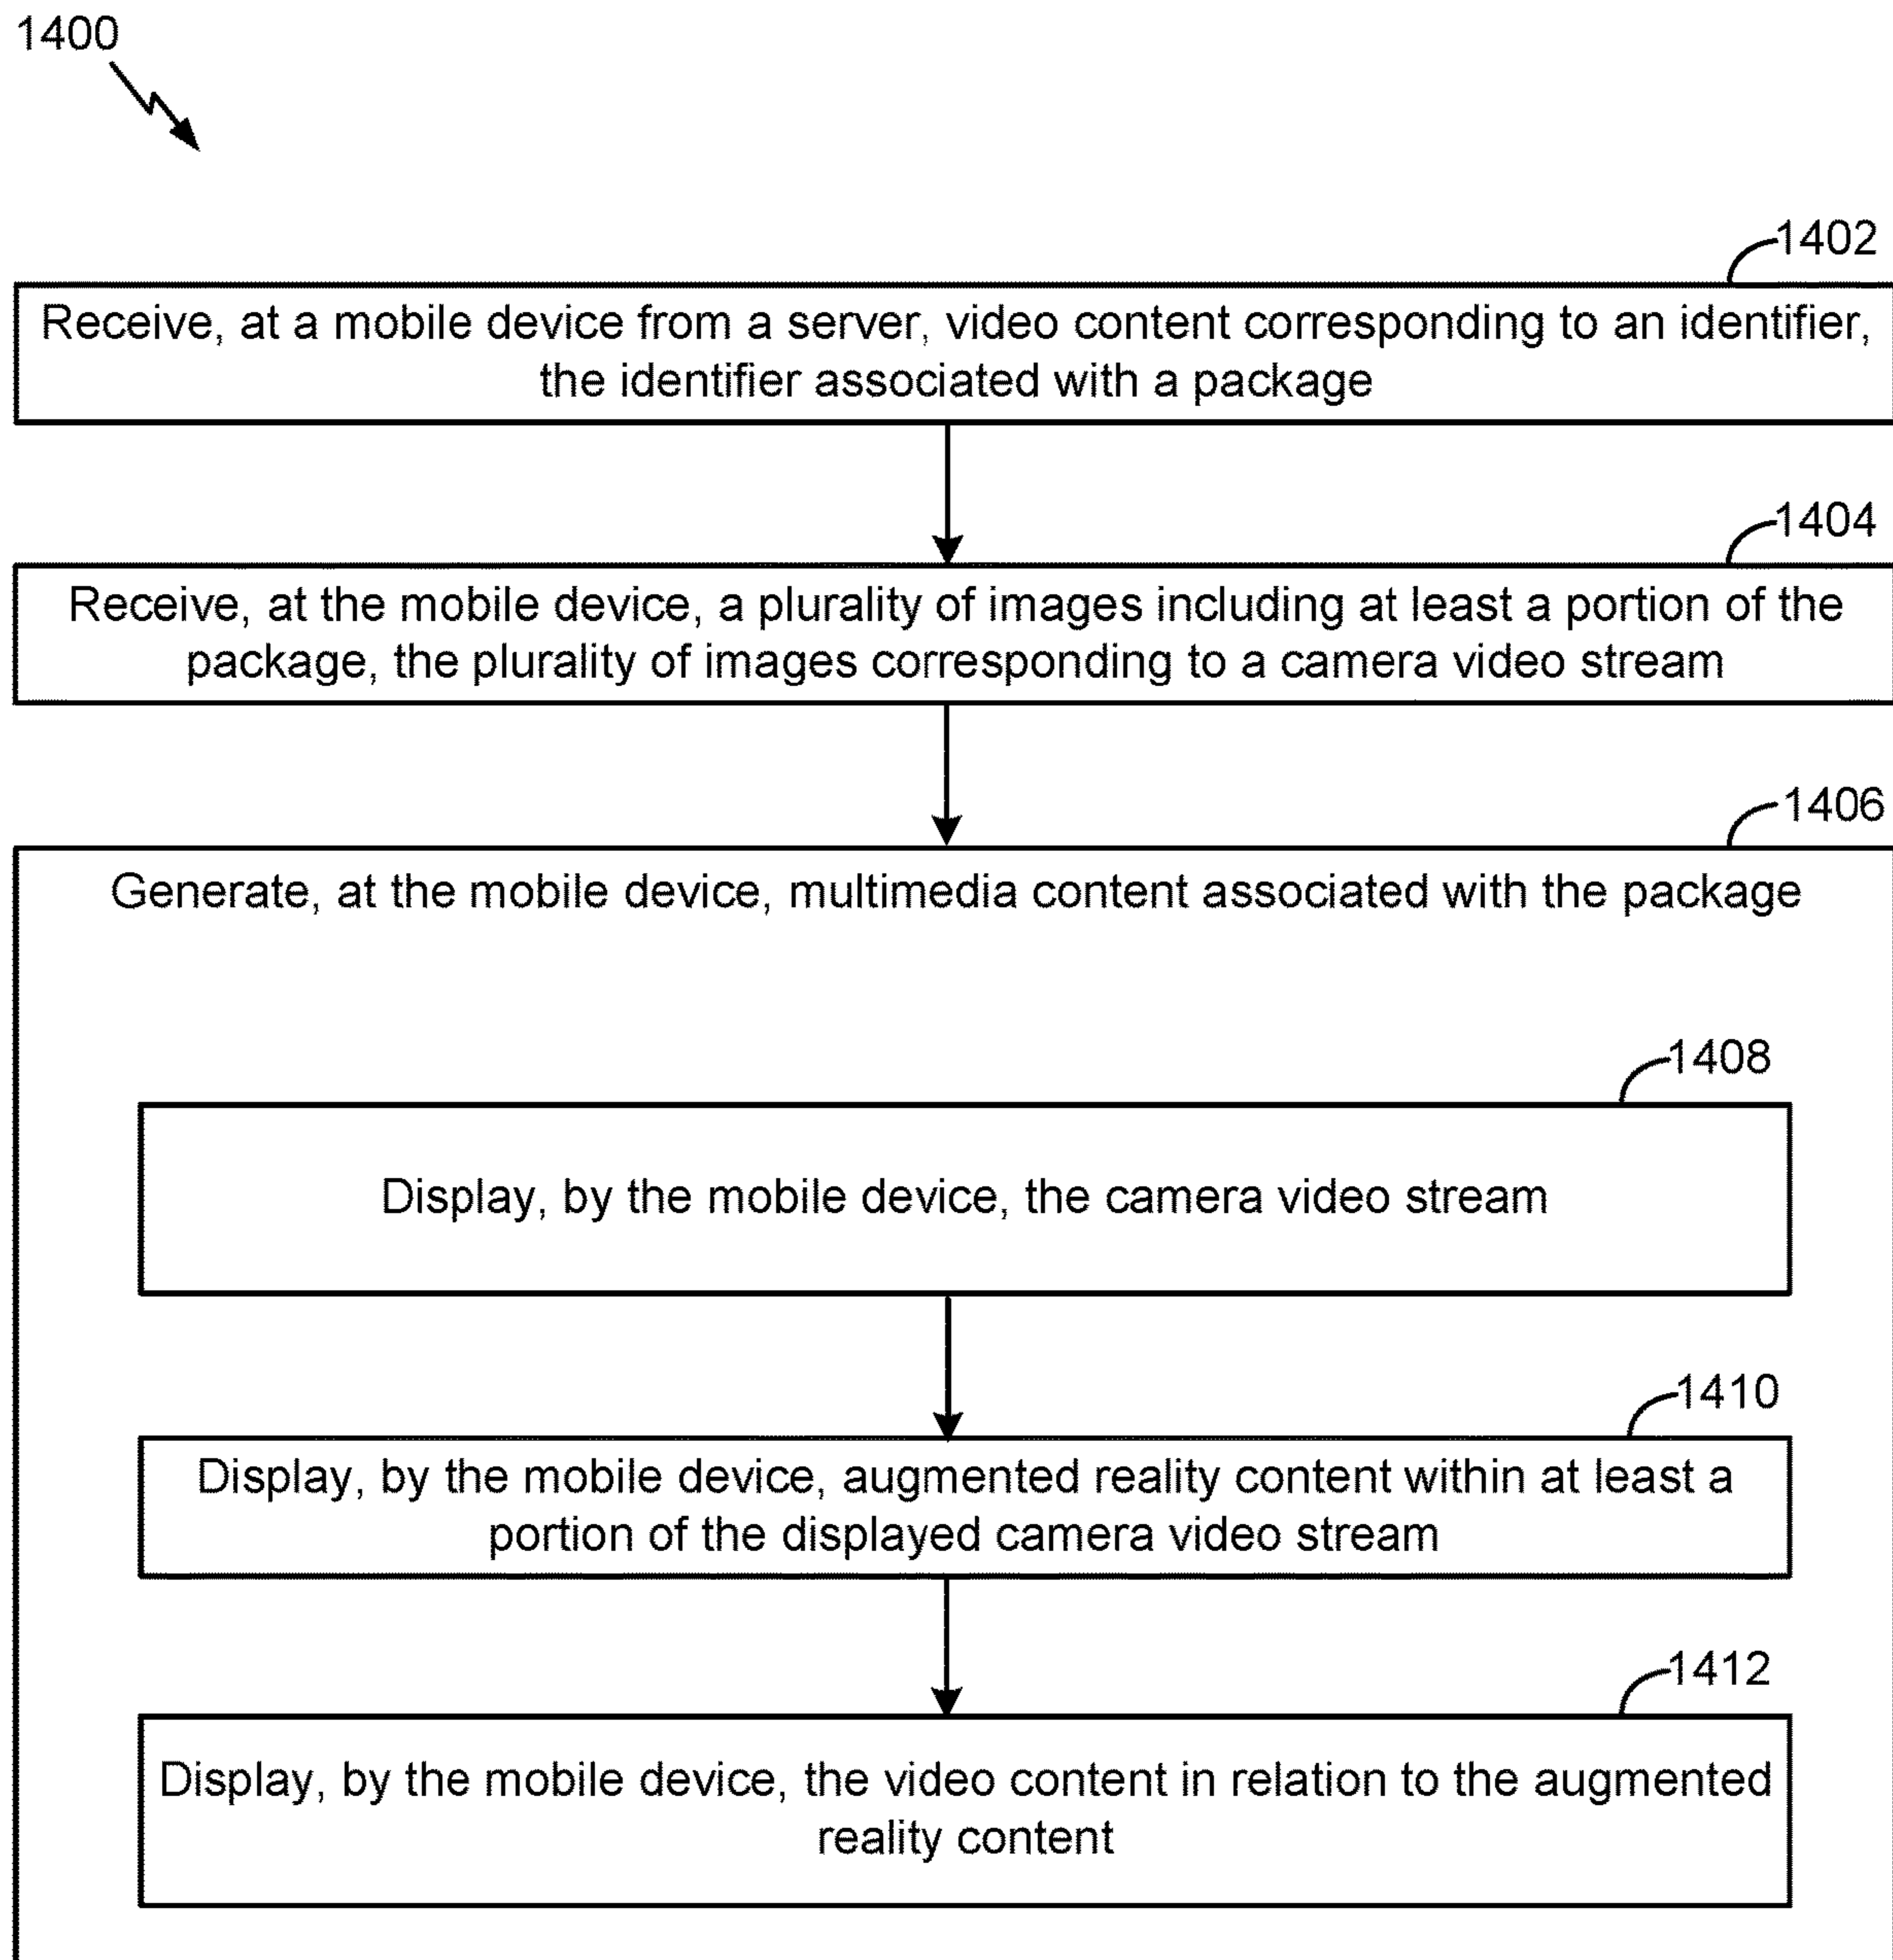 1400
1402
Receive, at a mobile device from a server, video content corresponding to an identifier,
the identifier associated with a package
1404
Receive, at the mobile device, a plurality of images including at least a portion of the
package, the plurality of images corresponding to a camera video stream
1406
Generate, at the mobile device, multimedia content associated with the package
1408
Display, by the mobile device, the camera video stream
1410
Display, by the mobile device, augmented reality content within at least a
portion of the displayed camera video stream
1412
Display, by the mobile device, the video content in relation to the augmented
reality content